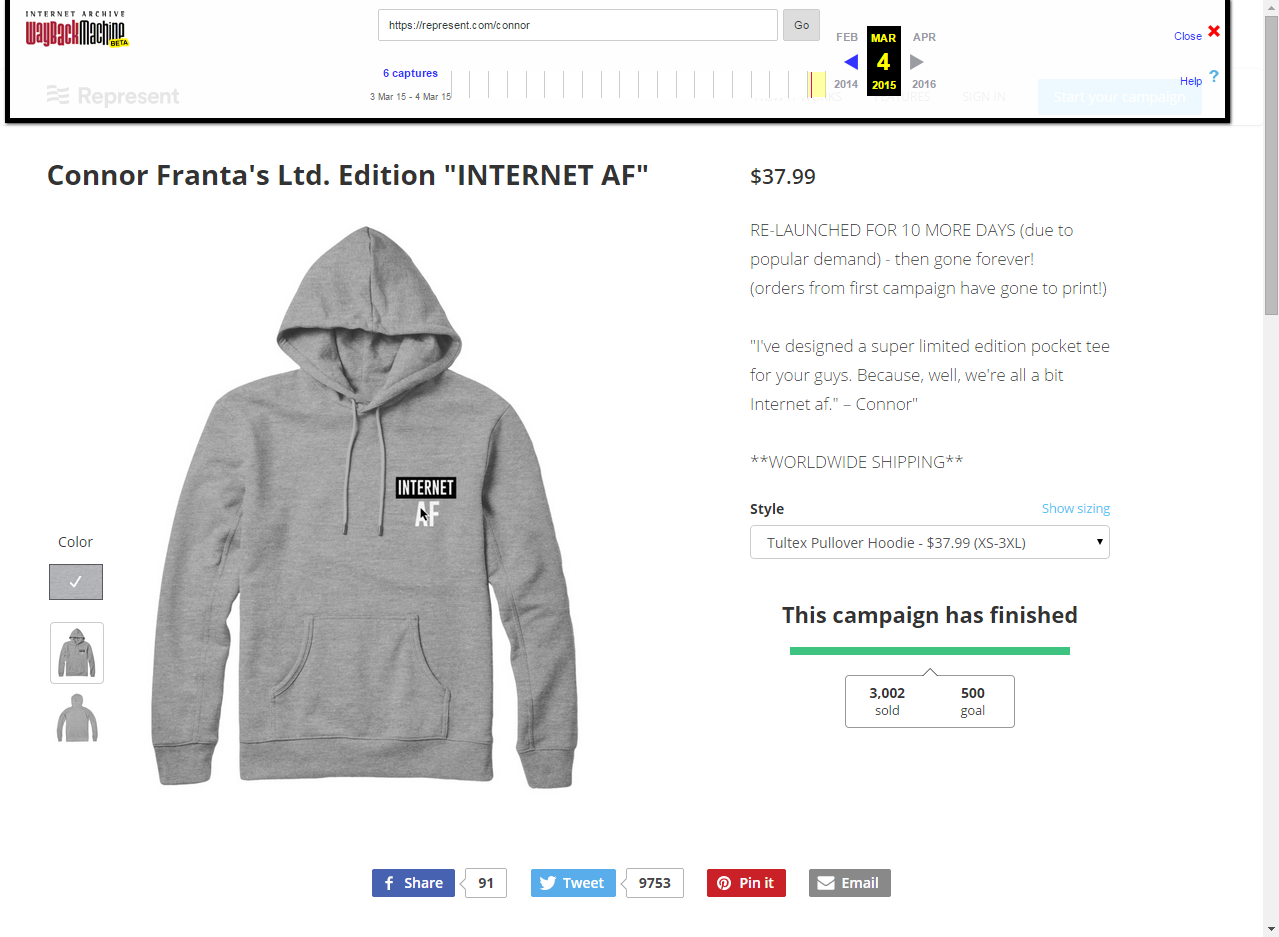 INTERNET ARCHIVE
WayBackMachine
BETA
https://represent.com/connor
Go
FEB
MAR
APR
Close
6 captures
4
3 Mar 15 - 4 Mar 15
2014
2015
2016
Help
?
Represent
SIGN IN
Start your campaign
Connor Franta's Ltd. Edition "INTERNET AF"
$37.99
RE-LAUNCHED FOR 10 MORE DAYS (due to
popular demand) - then gone forever!
(orders from first campaign have gone to print!)
"I've designed a super limited edition pocket tee
for your guys. Because, well, we're all a bit
Internet af." – Connor"
**WORLDWIDE SHIPPING**
INTERNET
AF
Style
Show sizing
Tultex Pullover Hoodie - $37.99 (XS-3XL)
Color
This campaign has finished
3,002
sold
500
goal
Share
91
Tweet
9753
Pin it
Email